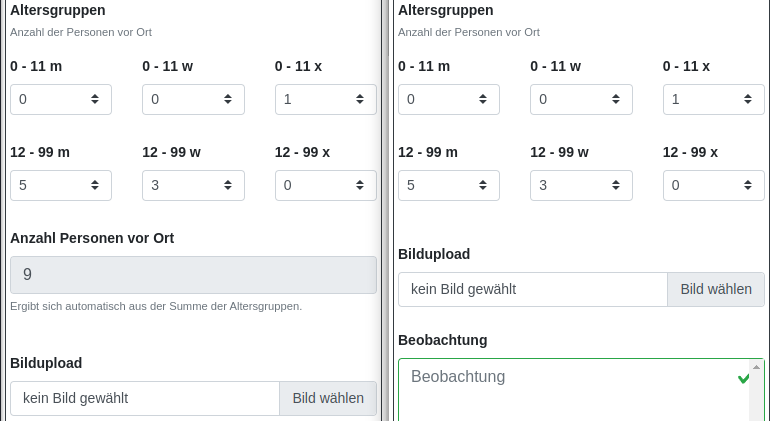 Altersgruppen
Anzahl der Personen vor Ort
0 - 11 m 0 - 11 w 0 - 11 x
0 0 1
12 - 99 m 12 - 99 w 12 - 99 x
5 3 0
Anzahl Personen vor Ort
9
Ergibt sich automatisch aus der Summe der Altersgruppen.
Bildupload
kein Bild gewählt Bild wählen
Altersgruppen
Anzahl der Personen vor Ort
0 - 11 m 0 - 11 w 0 - 11 x
0 0 1
12 - 99 m 12 - 99 w 12 - 99 x
5 3 0
Bildupload
kein Bild gewählt Bild wählen
Beobachtung
Beobachtung